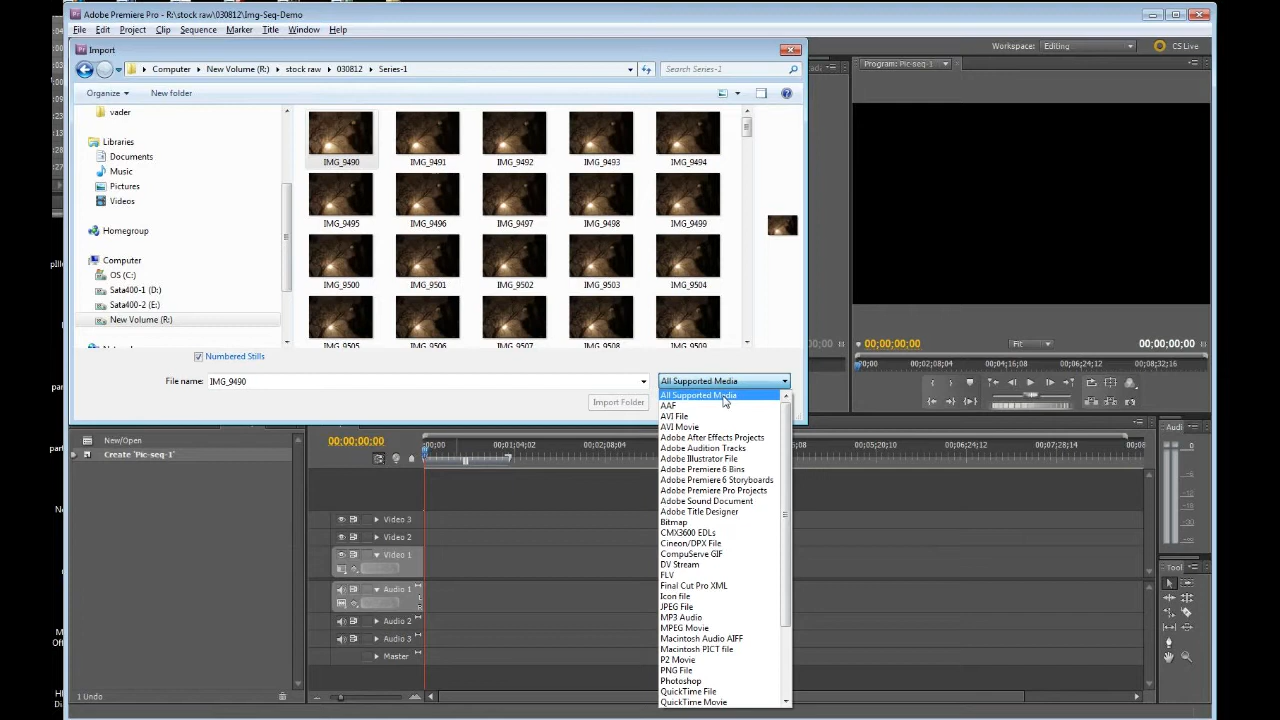 Adobe Premiere Pro - R:\stock raw\030812\Img-Seq-Demo
File Edit Project Clip Sequence Marker Title Window Help
Import
Workspace: Editing CS Live
Computer New Volume (R:) stock raw 030812 Series-1 Search Series-1
Program: Pic-seq-1
Organize New folder
vader
Libraries
Documents
Music
Pictures
Videos
Homegroup
Computer
OS (C:)
Sata400-1 (D:)
Sata400-2 (E:)
New Volume (R:)
IMG_9490 IMG_9491 IMG_9492 IMG_9493 IMG_9494
IMG_9495 IMG_9496 IMG_9497 IMG_9498 IMG_9499
IMG_9500 IMG_9501 IMG_9502 IMG_9503 IMG_9504
IMG_9505 IMG_9506 IMG_9507 IMG_9508 IMG_9509
Numbered Stills
File name: IMG_9490 All Supported Media
Import Folder
All Supported Media
AAF
AVI File
AVI Movie
Adobe After Effects Projects
Adobe Audition Tracks
Adobe Illustrator File
Adobe Premiere 6 Bins
Adobe Premiere 6 Storyboards
Adobe Premiere Pro Projects
Adobe Sound Document
Adobe Title Designer
Bitmap
CMX3600 EDLs
Cineon/DPX File
CompuServe GIF
DV Stream
FLV
Final Cut Pro XML
Icon file
JPEG File
MP3 Audio
MPEG Movie
Macintosh Audio AIFF
Macintosh PICT file
P2 Movie
PNG File
Photoshop
QuickTime File
QuickTime Movie
00;00;00;00 Fit 00;00;00;00
;00;00 00;02;08;04 00;04;16;08 00;06;24;12 00;08;32;16
New/Open
Create 'Pic-seq-1'
1 Undo
00;00;00;00
;00;00 00;01;04;02 00;02;08;04 00;05;20;10 00;06;24;12 00;07;28;14
Video 3
Video 2
Video 1
Audio 1
Audio 2
Audio 3
Master
Audi
Tool